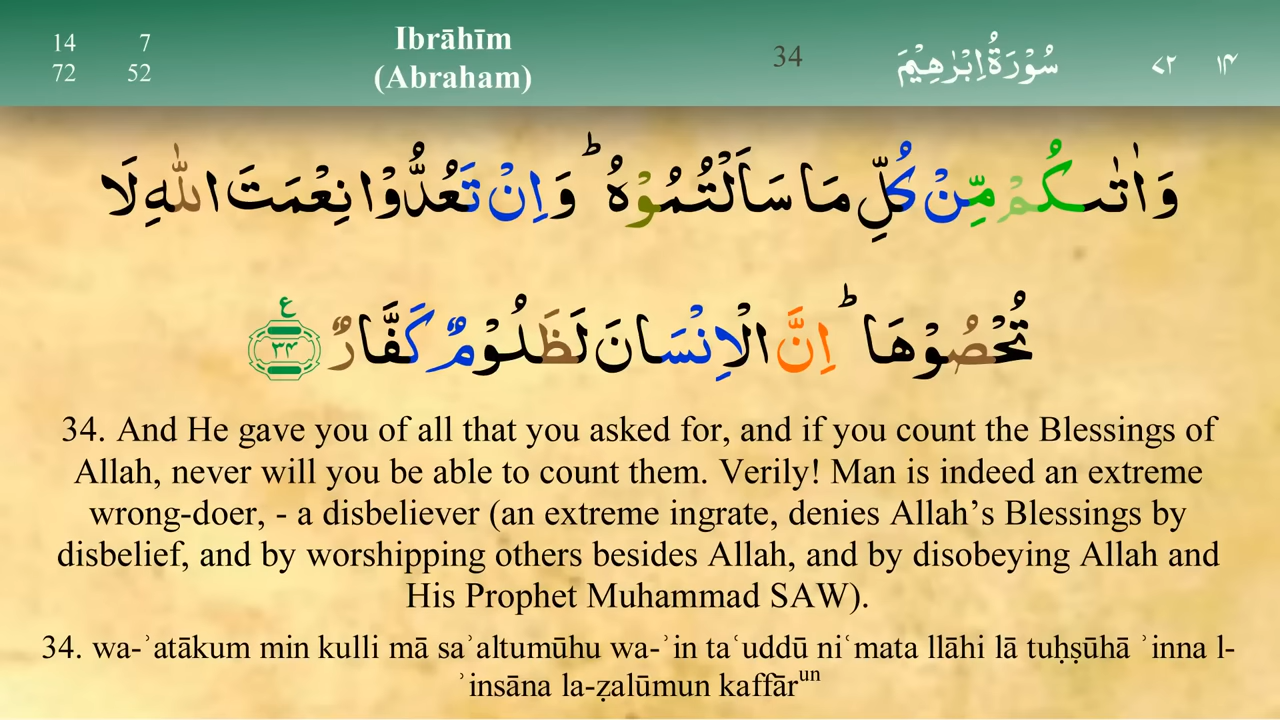 14 7
72 52
Ibrāhīm
(Abraham)
34
سُوْرَةُ اِبْرٰهِيْمَ
٧٢ ١٤
وَاٰتٰىكُمْ مِّنْ كُلِّ مَا سَاَلْتُمُوْهُ ؕ وَاِنْ تَعُدُّوْا نِعْمَتَ اللّٰهِ لَا
تُحْصُوْهَا ؕ اِنَّ الْاِنْسَانَ لَظَلُوْمٌ كَفَّارٌ ع ٣٤
34. And He gave you of all that you asked for, and if you count the Blessings of
Allah, never will you be able to count them. Verily! Man is indeed an extreme
wrong-doer, - a disbeliever (an extreme ingrate, denies Allah’s Blessings by
disbelief, and by worshipping others besides Allah, and by disobeying Allah and
His Prophet Muhammad SAW).
34. wa-ʾatākum min kulli mā saʾaltumūhu wa-ʾin taʿuddū niʿmata llāhi lā tuḥṣūhā ʾinna l-
ʾinsāna la-ẓalūmun kaffārun